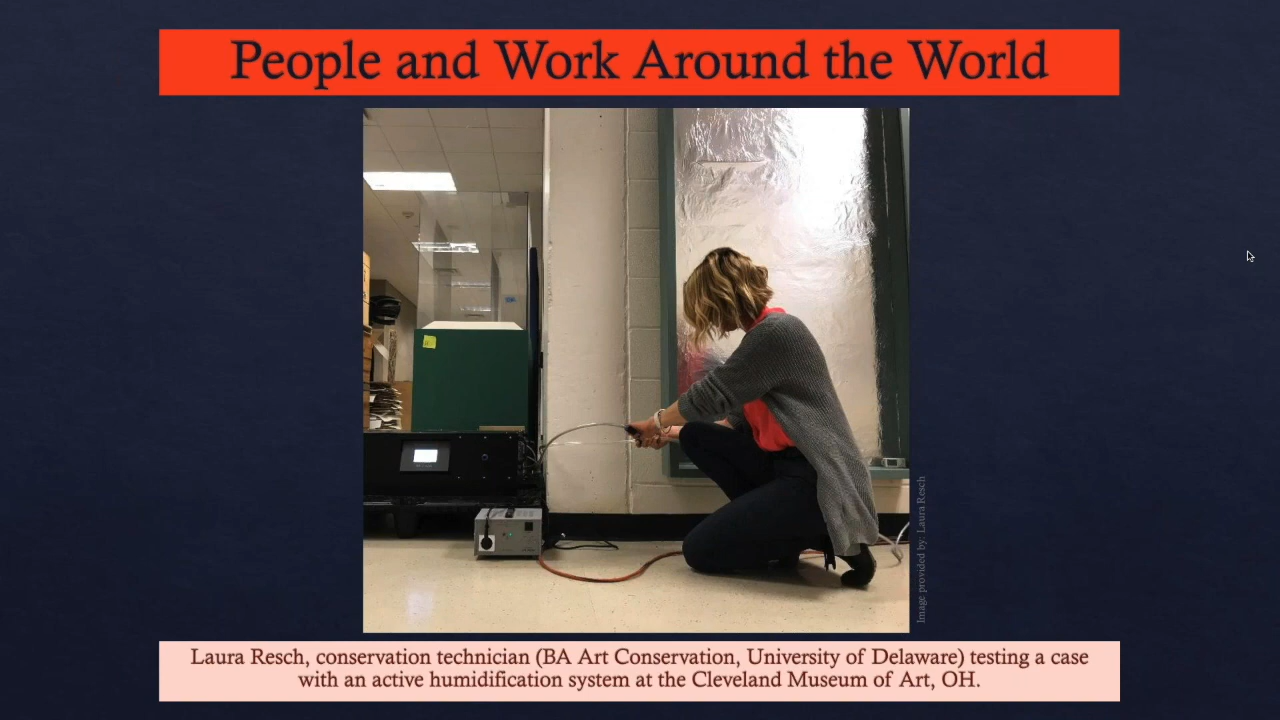 People and Work Around the World
Image provided by: Laura Resch
Laura Resch, conservation technician (BA Art Conservation, University of Delaware) testing a case
with an active humidification system at the Cleveland Museum of Art, OH.